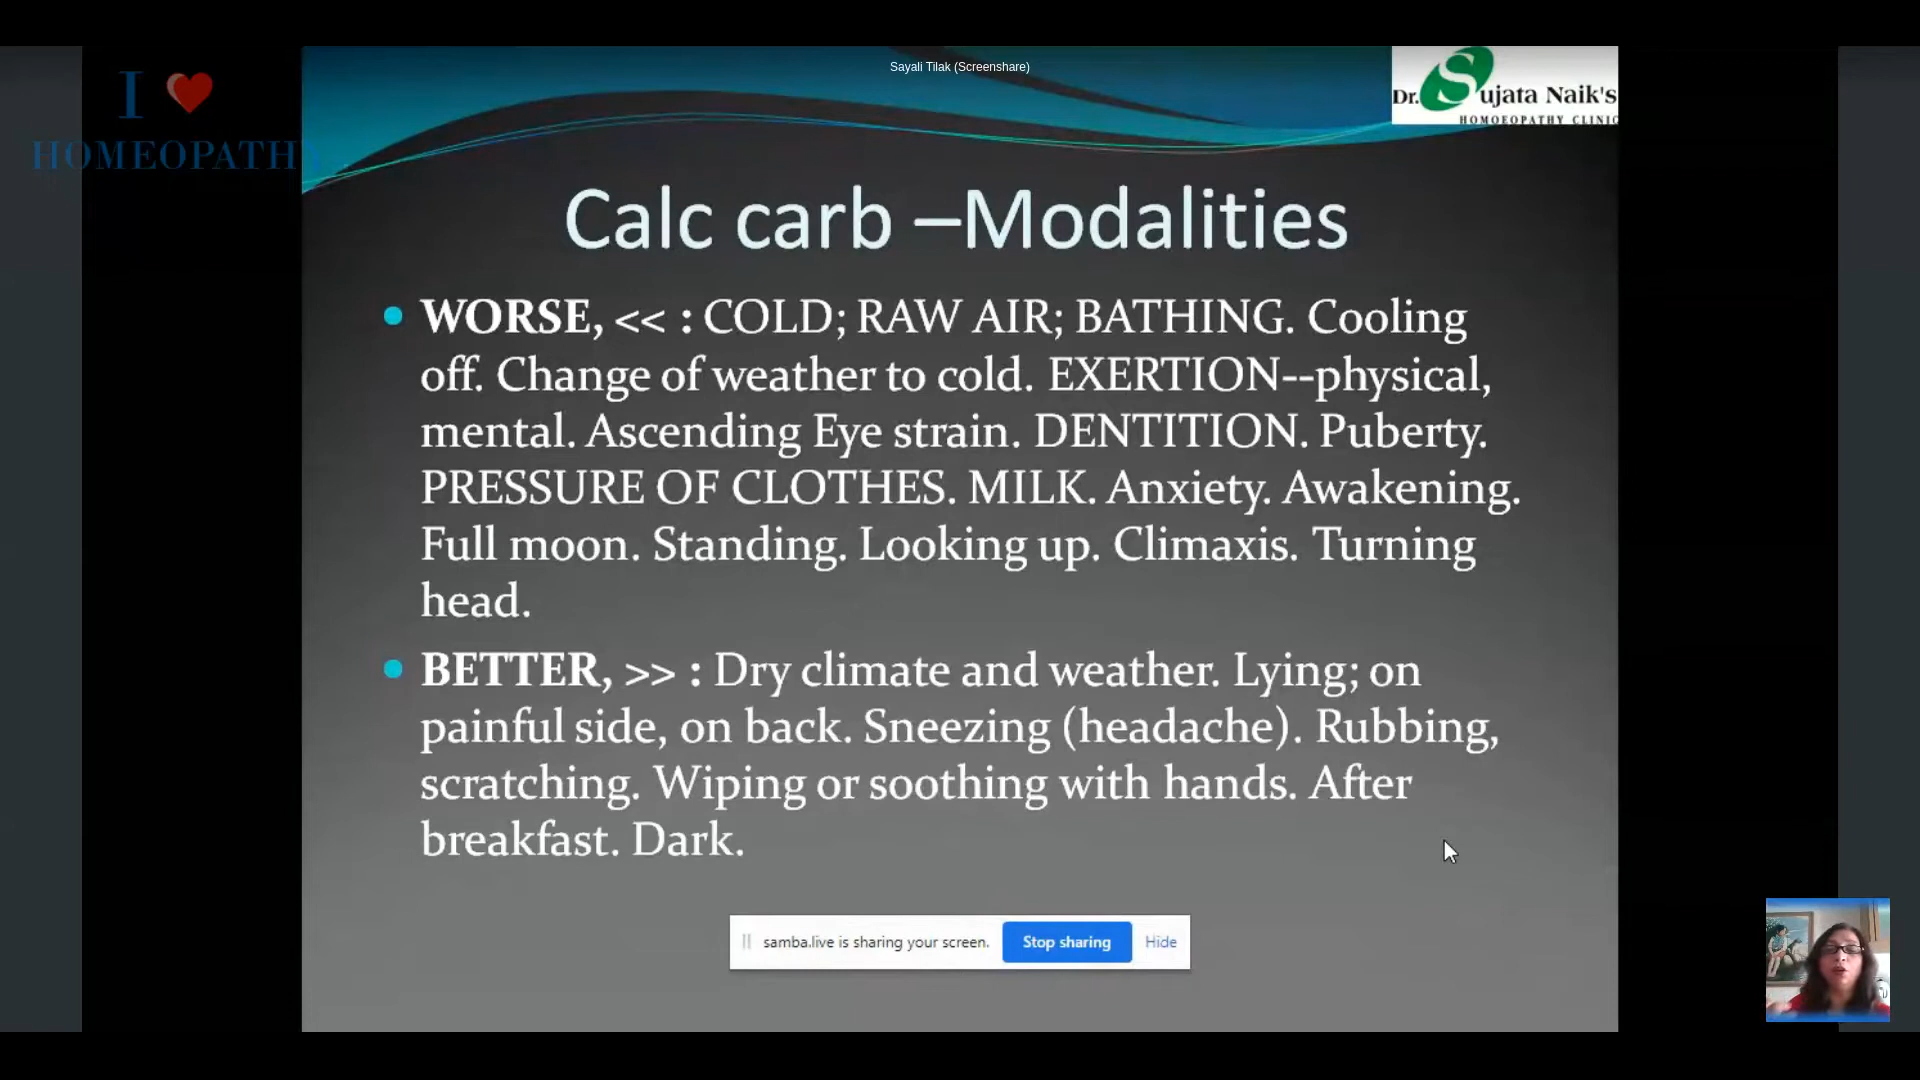 Sayali Tilak (Screenshare)
I
HOMEOPATHY
Dr. Sujata Naik's
HOMOEOPATHY CLINIC
Calc carb –Modalities
WORSE, << : COLD; RAW AIR; BATHING. Cooling
off. Change of weather to cold. EXERTION--physical,
mental. Ascending Eye strain. DENTITION. Puberty.
PRESSURE OF CLOTHES. MILK. Anxiety. Awakening.
Full moon. Standing. Looking up. Climaxis. Turning
head.
BETTER, >> : Dry climate and weather. Lying; on
painful side, on back. Sneezing (headache). Rubbing,
scratching. Wiping or soothing with hands. After
breakfast. Dark.
samba.live is sharing your screen. Stop sharing Hide